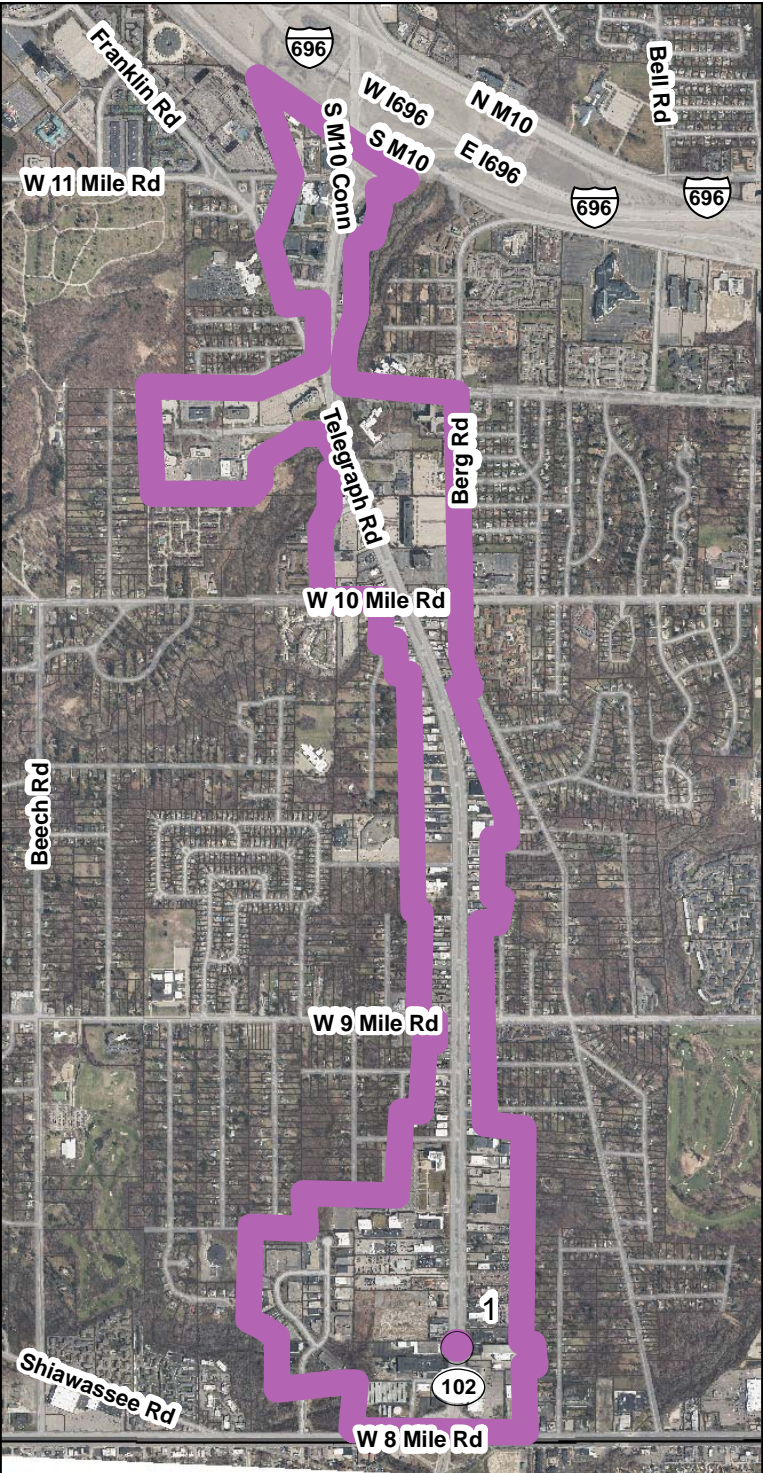 696
Franklin Rd
Bell Rd
W I696
N M10
S M10 Conn
S M10
E I696
W 11 Mile Rd
696
696
Telegraph Rd
Berg Rd
W 10 Mile Rd
Beech Rd
W 9 Mile Rd
1
102
Shiawassee Rd
W 8 Mile Rd